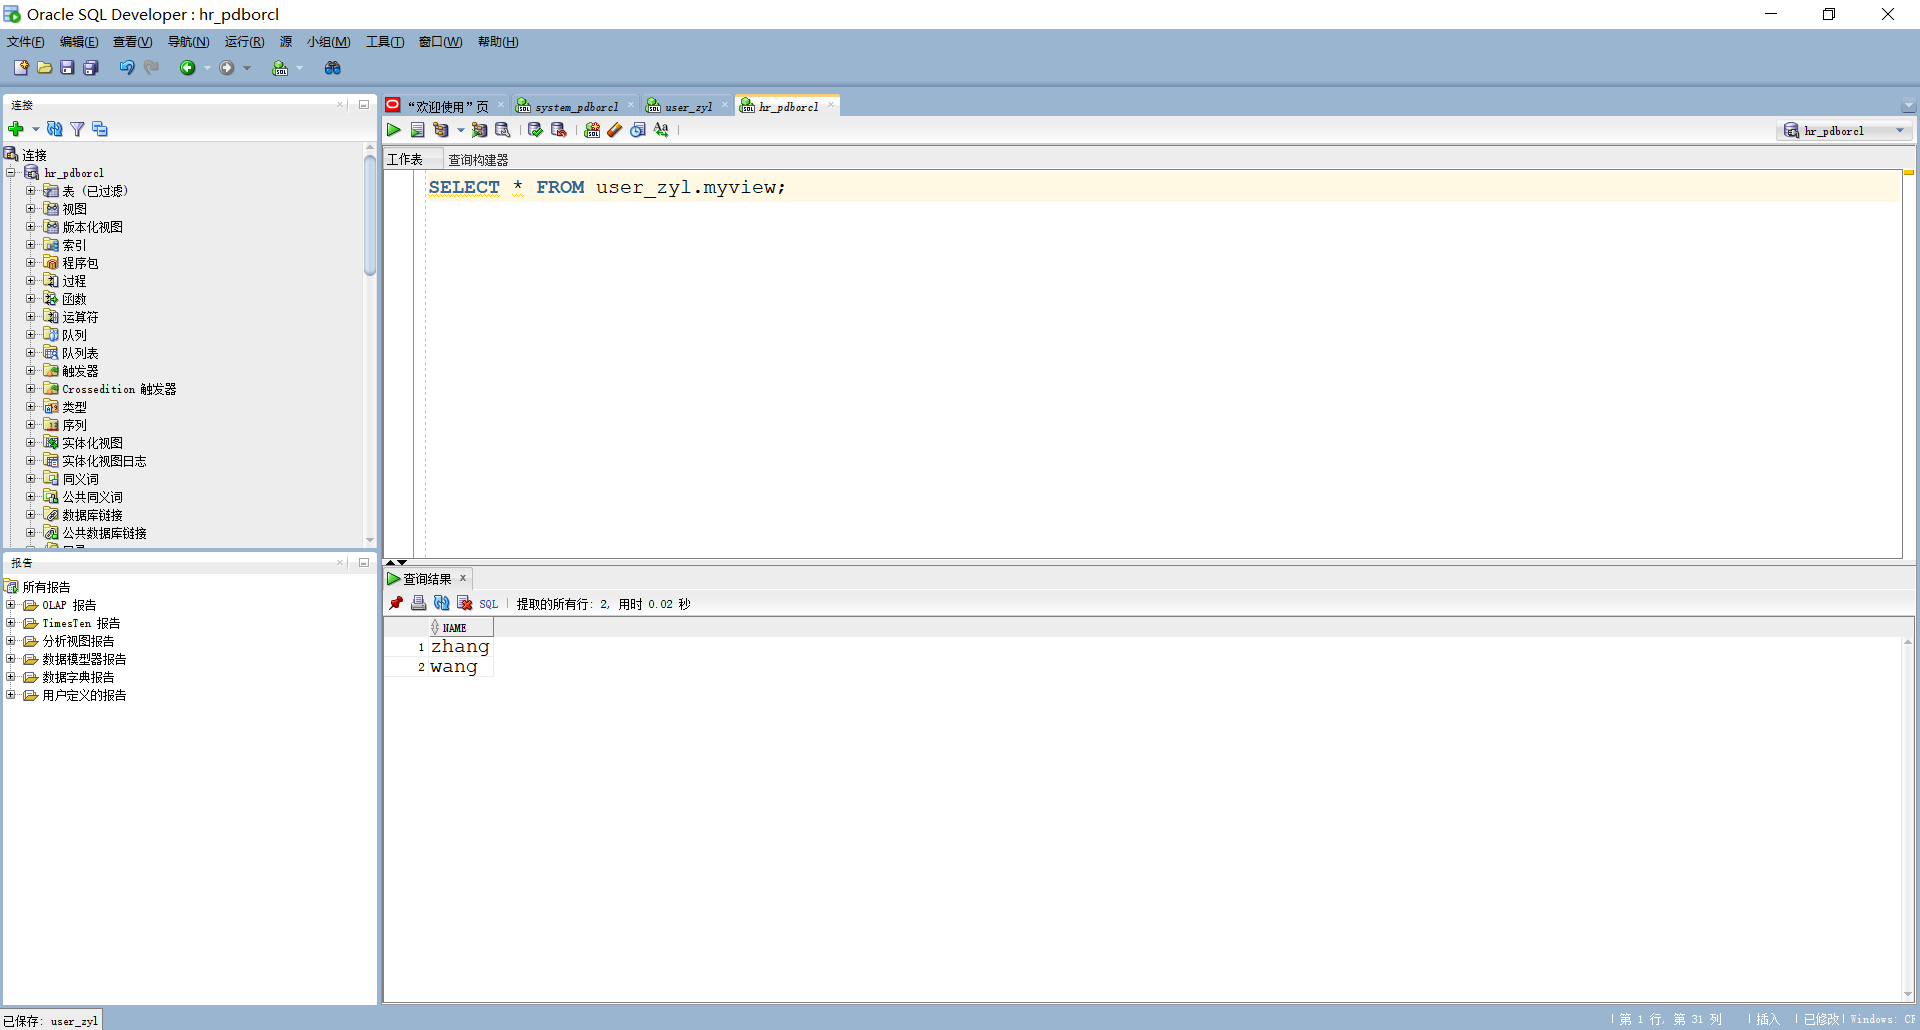 Oracle SQL Developer : hr_pdborcl
文件(F) 编辑(E) 查看(V) 导航(N) 运行(R) 源 小组(M) 工具(T) 窗口(W) 帮助(H)
连接
连接
hr_pdborcl
表 (已过滤)
视图
版本化视图
索引
程序包
过程
函数
运算符
队列
队列表
触发器
Crossedition 触发器
类型
序列
实体化视图
实体化视图日志
同义词
公共同义词
数据库链接
公共数据库链接
报告
所有报告
OLAP 报告
TimesTen 报告
分析视图报告
数据模型器报告
数据字典报告
用户定义的报告
“欢迎使用”页 system_pdborcl user_zyl hr_pdborcl
hr_pdborcl
工作表 查询构建器
SELECT * FROM user_zyl.myview;
查询结果
SQL 提取的所有行: 2, 用时 0.02 秒
NAME
1 zhang
2 wang
已保存: user_zyl
第 1 行, 第 31 列 插入 已修改 Windows: CF